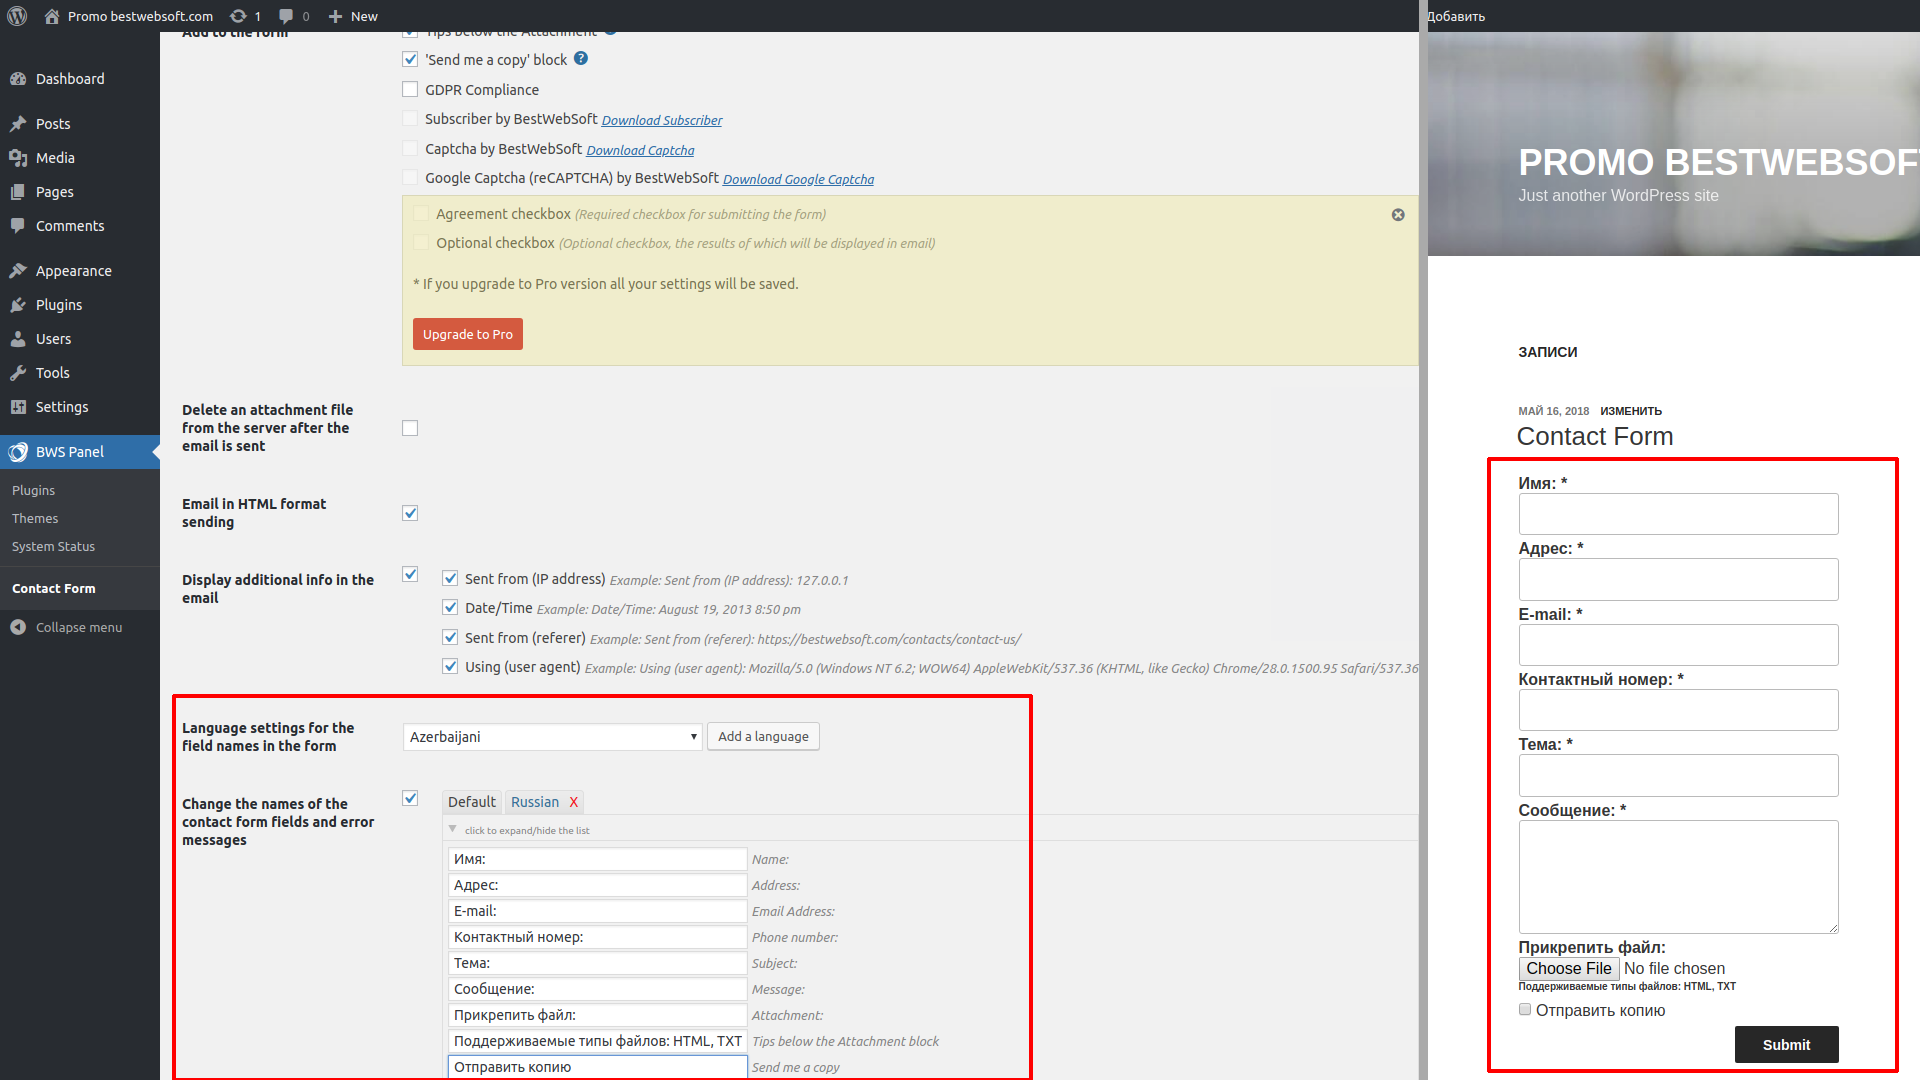 Promo bestwebsoft.com 1 0 New
Dashboard
Posts
Media
Pages
Comments
Appearance
Plugins
Users
Tools
Settings
BWS Panel
Plugins
Themes
System Status
Contact Form
Collapse menu
Add to the form
Tips below the Attachment
'Send me a copy' block
GDPR Compliance
Subscriber by BestWebSoft Download Subscriber
Captcha by BestWebSoft Download Captcha
Google Captcha (reCAPTCHA) by BestWebSoft Download Google Captcha
Agreement checkbox (Required checkbox for submitting the form)
Optional checkbox (Optional checkbox, the results of which will be displayed in email)
* If you upgrade to Pro version all your settings will be saved.
Upgrade to Pro
Delete an attachment file
from the server after the
email is sent
Email in HTML format
sending
Display additional info in the
email
Sent from (IP address) Example: Sent from (IP address): 127.0.0.1
Date/Time Example: Date/Time: August 19, 2013 8:50 pm
Sent from (referer) Example: Sent from (referer): https://bestwebsoft.com/contacts/contact-us/
Using (user agent) Example: Using (user agent): Mozilla/5.0 (Windows NT 6.2; WOW64) AppleWebKit/537.36 (KHTML, like Gecko) Chrome/28.0.1500.95 Safari/537.36
Language settings for the
field names in the form
Azerbaijani
Add a language
Change the names of the
contact form fields and error
messages
Default Russian X
click to expand/hide the list
Имя: Name:
Адрес: Address:
E-mail: Email Address:
Контактный номер: Phone number:
Тема: Subject:
Сообщение: Message:
Прикрепить файл: Attachment:
Поддерживаемые типы файлов: HTML, TXT Tips below the Attachment block
Отправить копию Send me a copy
Добавить
PROMO BESTWEBSOFT
Just another WordPress site
ЗАПИСИ
МАЙ 16, 2018 ИЗМЕНИТЬ
Contact Form
Имя: *
Адрес: *
E-mail: *
Контактный номер: *
Тема: *
Сообщение: *
Прикрепить файл:
Choose File No file chosen
Поддерживаемые типы файлов: HTML, TXT
Отправить копию
Submit